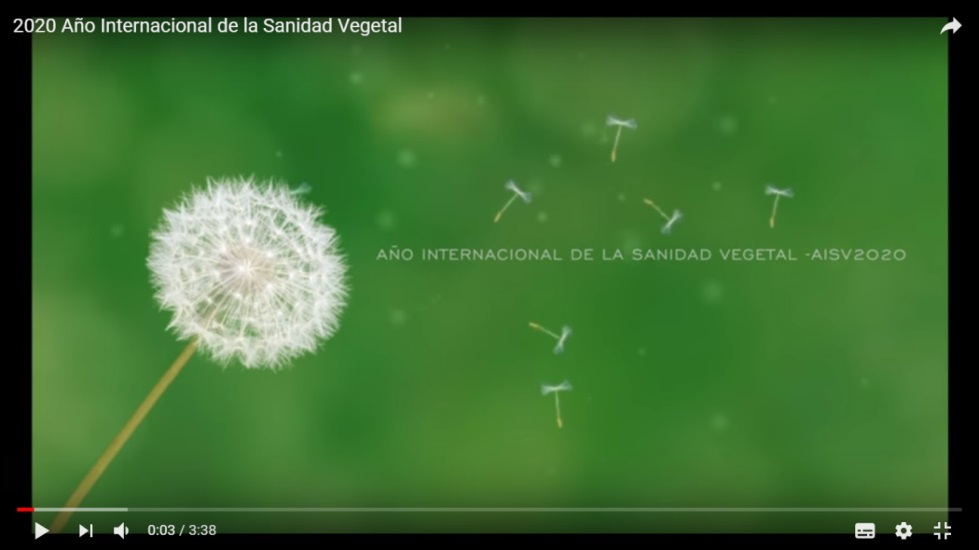 2020 Año Internacional de la Sanidad Vegetal
AÑO INTERNACIONAL DE LA SANIDAD VEGETAL -AISV2020
0:03 / 3:38